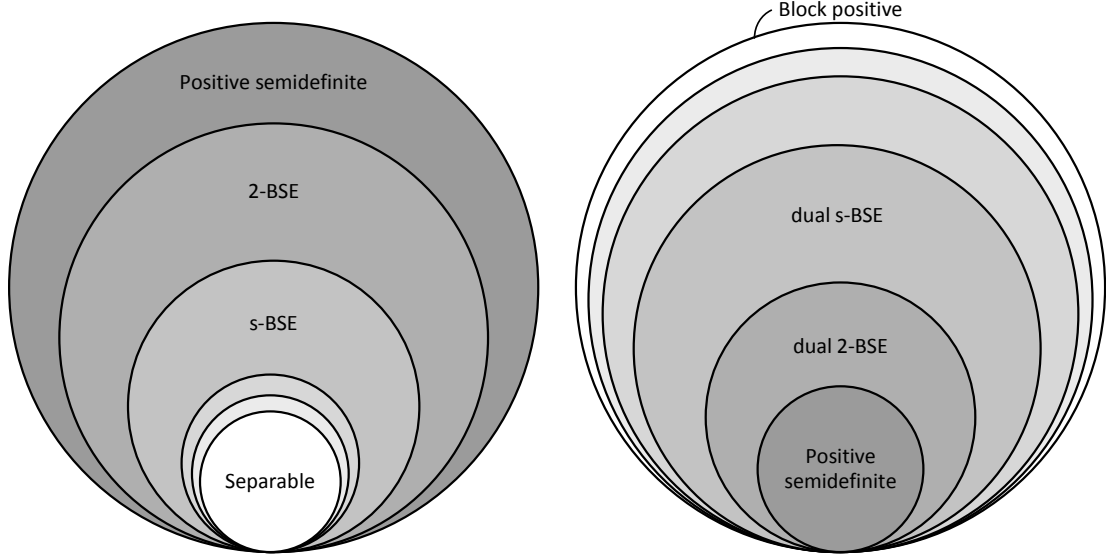 Positive semidefinite
2-BSE
s-BSE
Separable
Block positive
dual s-BSE
dual 2-BSE
Positive
semidefinite